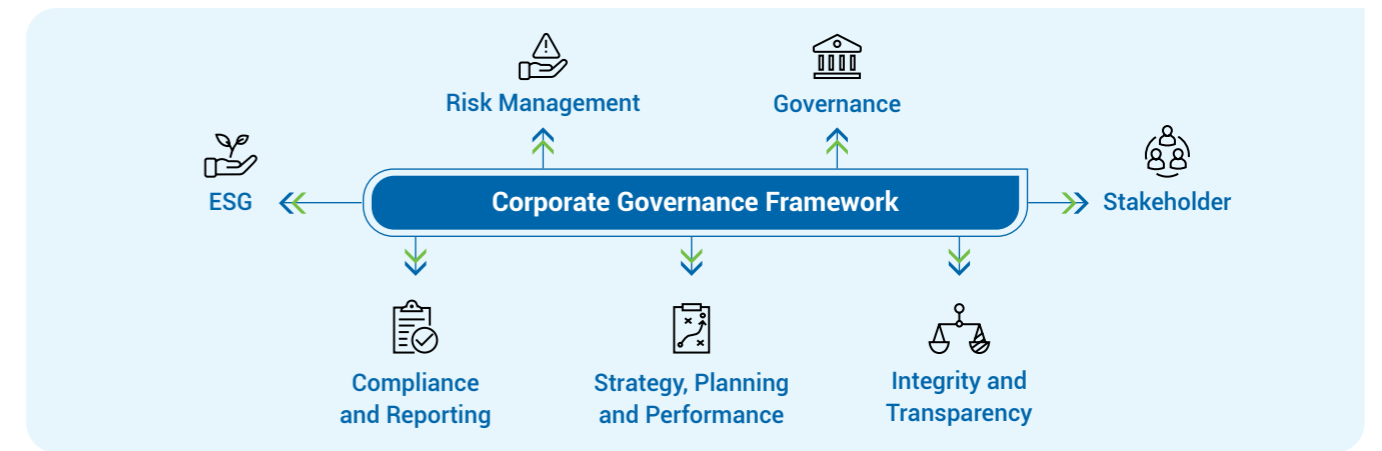 Risk Management
Governance
ESG
Corporate Governance Framework
Stakeholder
Compliance
and Reporting
Strategy, Planning
and Performance
Integrity and
Transparency